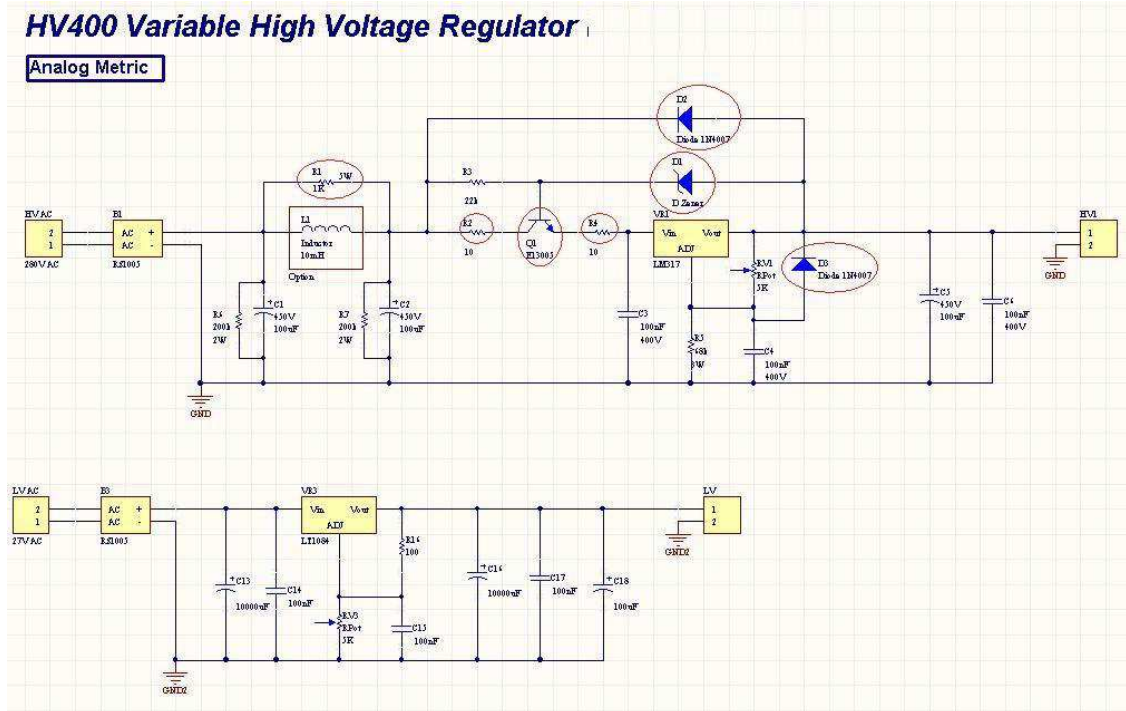 HV400 Variable High Voltage Regulator
Analog Metric
D2
Diode 1N4007
R1
5W
1K
R3
22k
D1
D Zener
HVAC
2
1
280VAC
B1
AC
+
AC
-
RS1005
L1
Inductor
10mH
Option
R2
10
Q1
E13005
R4
10
VR1
Vin
Vout
ADJ
LM317
RV1
RPot
5K
D3
Diode 1N4007
HV1
1
2
GND
R6
200k
2W
C1
450V
100uF
R7
200k
2W
C2
450V
100uF
C3
100nF
400V
R5
68k
3W
C4
100nF
400V
C5
450V
100uF
C6
100nF
400V
GND
LVAC
2
1
27VAC
B3
AC
+
AC
-
RS1005
VR3
Vin
Vout
ADJ
LT1084
R16
100
LV
1
2
GND2
C13
10000uF
C14
100nF
RV3
RPot
5K
C15
100nF
C16
10000uF
C17
100nF
C18
100uF
GND2